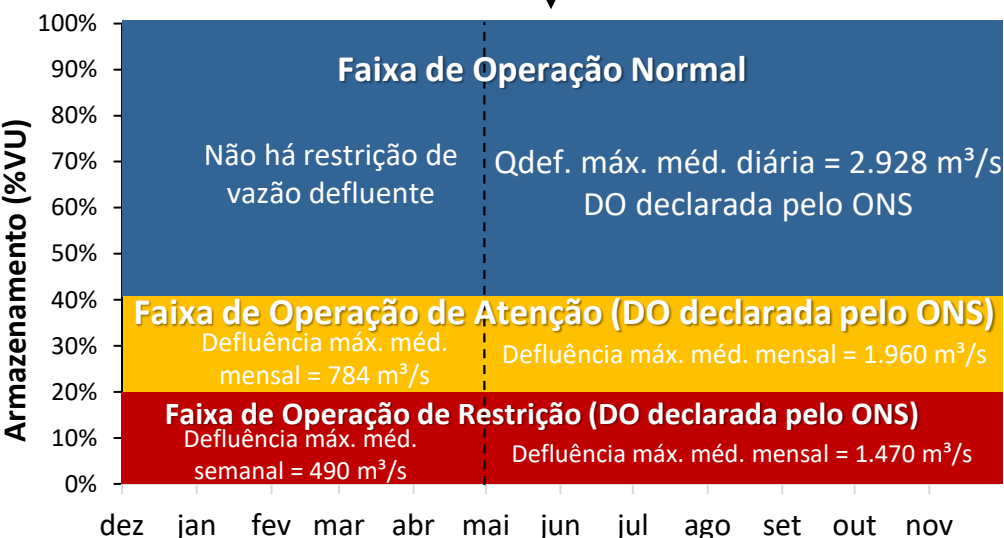 Armazenamento (%VU)
100%
90%
80%
70%
60%
50%
40%
30%
20%
10%
0%
Faixa de Operação Normal
Não há restrição de
vazão defluente
Qdef. máx. méd. diária = 2.928 m³/s
DO declarada pelo ONS
Faixa de Operação de Atenção (DO declarada pelo ONS)
Defluência máx. méd.
mensal = 784 m³/s
Defluência máx. méd. mensal = 1.960 m³/s
Faixa de Operação de Restrição (DO declarada pelo ONS)
Defluência máx. méd.
semanal = 490 m³/s
Defluência máx. méd. mensal = 1.470 m³/s
dez jan fev mar abr mai jun jul ago set out nov